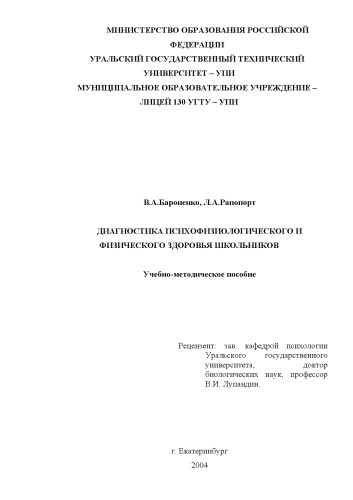 МИНИСТЕРСТВО ОБРАЗОВАНИЯ РОССИЙСКОЙ
ФЕДЕРАЦИИ
УРАЛЬСКИЙ ГОСУДАРСТВЕННЫЙ ТЕХНИЧЕСКИЙ
УНИВЕРСИТЕТ – УПИ
МУНИЦИПАЛЬНОЕ ОБРАЗОВАТЕЛЬНОЕ УЧРЕЖДЕНИЕ –
ЛИЦЕЙ 130 УГТУ – УПИ
В.А.Бароненко, Л.А.Рапопорт
ДИАГНОСТИКА ПСИХОФИЗИОЛОГИЧЕСКОГО И
ФИЗИЧЕСКОГО ЗДОРОВЬЯ ШКОЛЬНИКОВ
Учебно-методическое пособие
Рецензент: зав. кафедрой психологии
Уральского государственного
университета, доктор
биологических наук, профессор
В.И. Лупандин.
г. Екатеринбург
2004